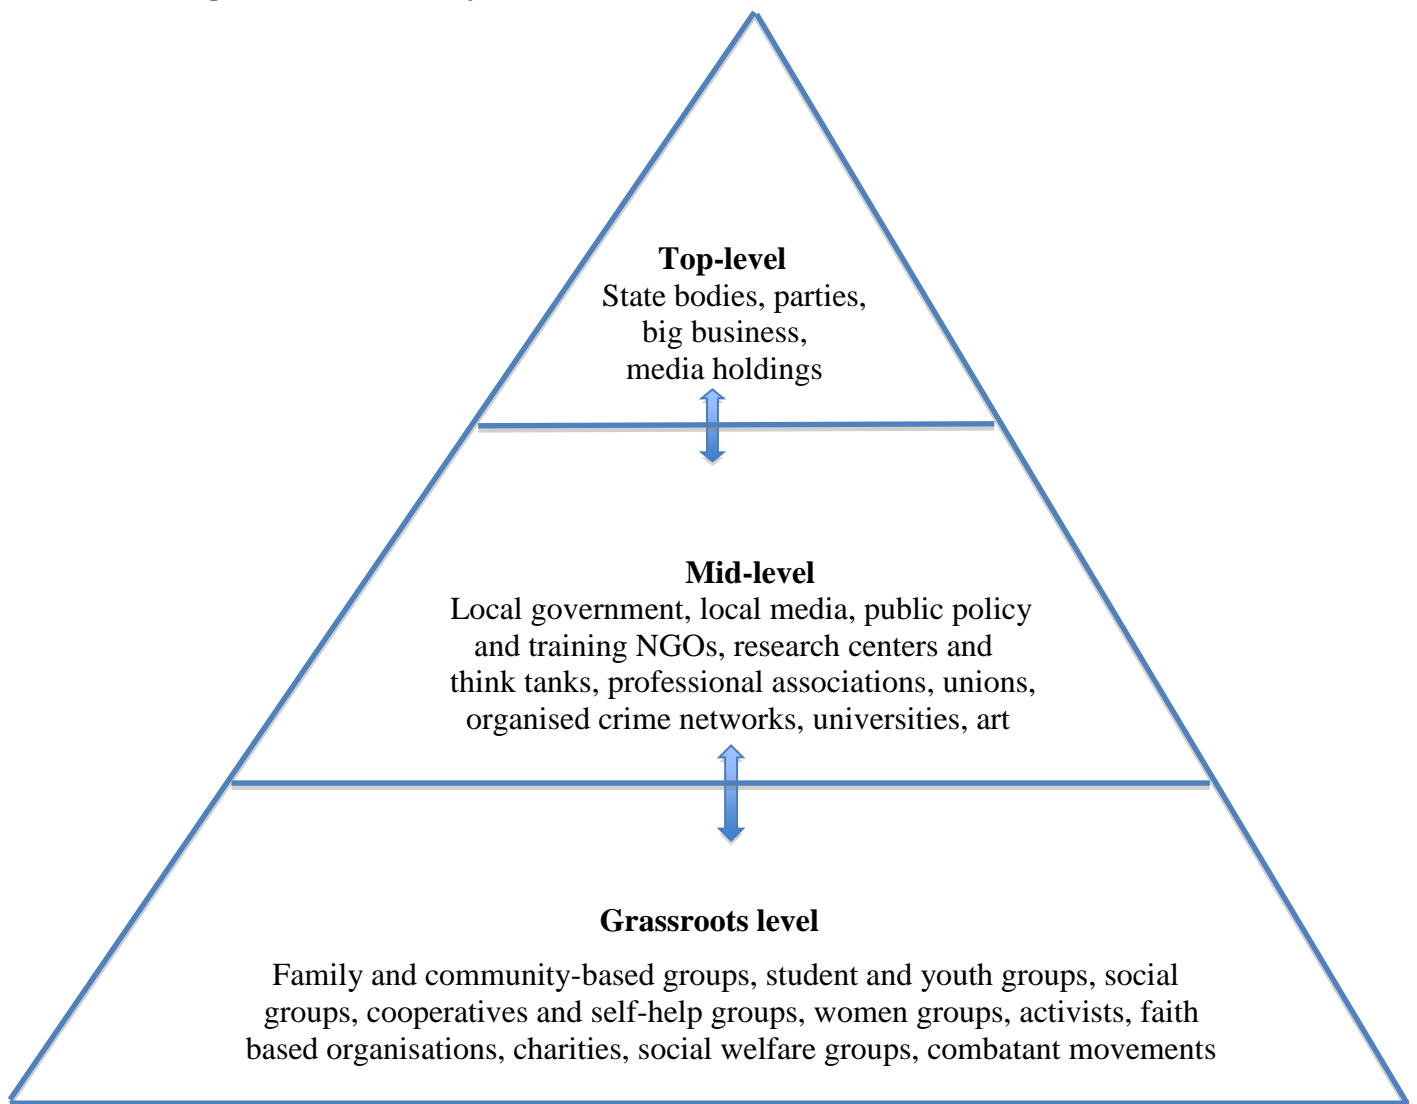 Top-level
State bodies, parties,
big business,
media holdings
Mid-level
Local government, local media, public policy
and training NGOs, research centers and
think tanks, professional associations, unions,
organised crime networks, universities, art
Grassroots level
Family and community-based groups, student and youth groups, social
groups, cooperatives and self-help groups, women groups, activists, faith
based organisations, charities, social welfare groups, combatant movements